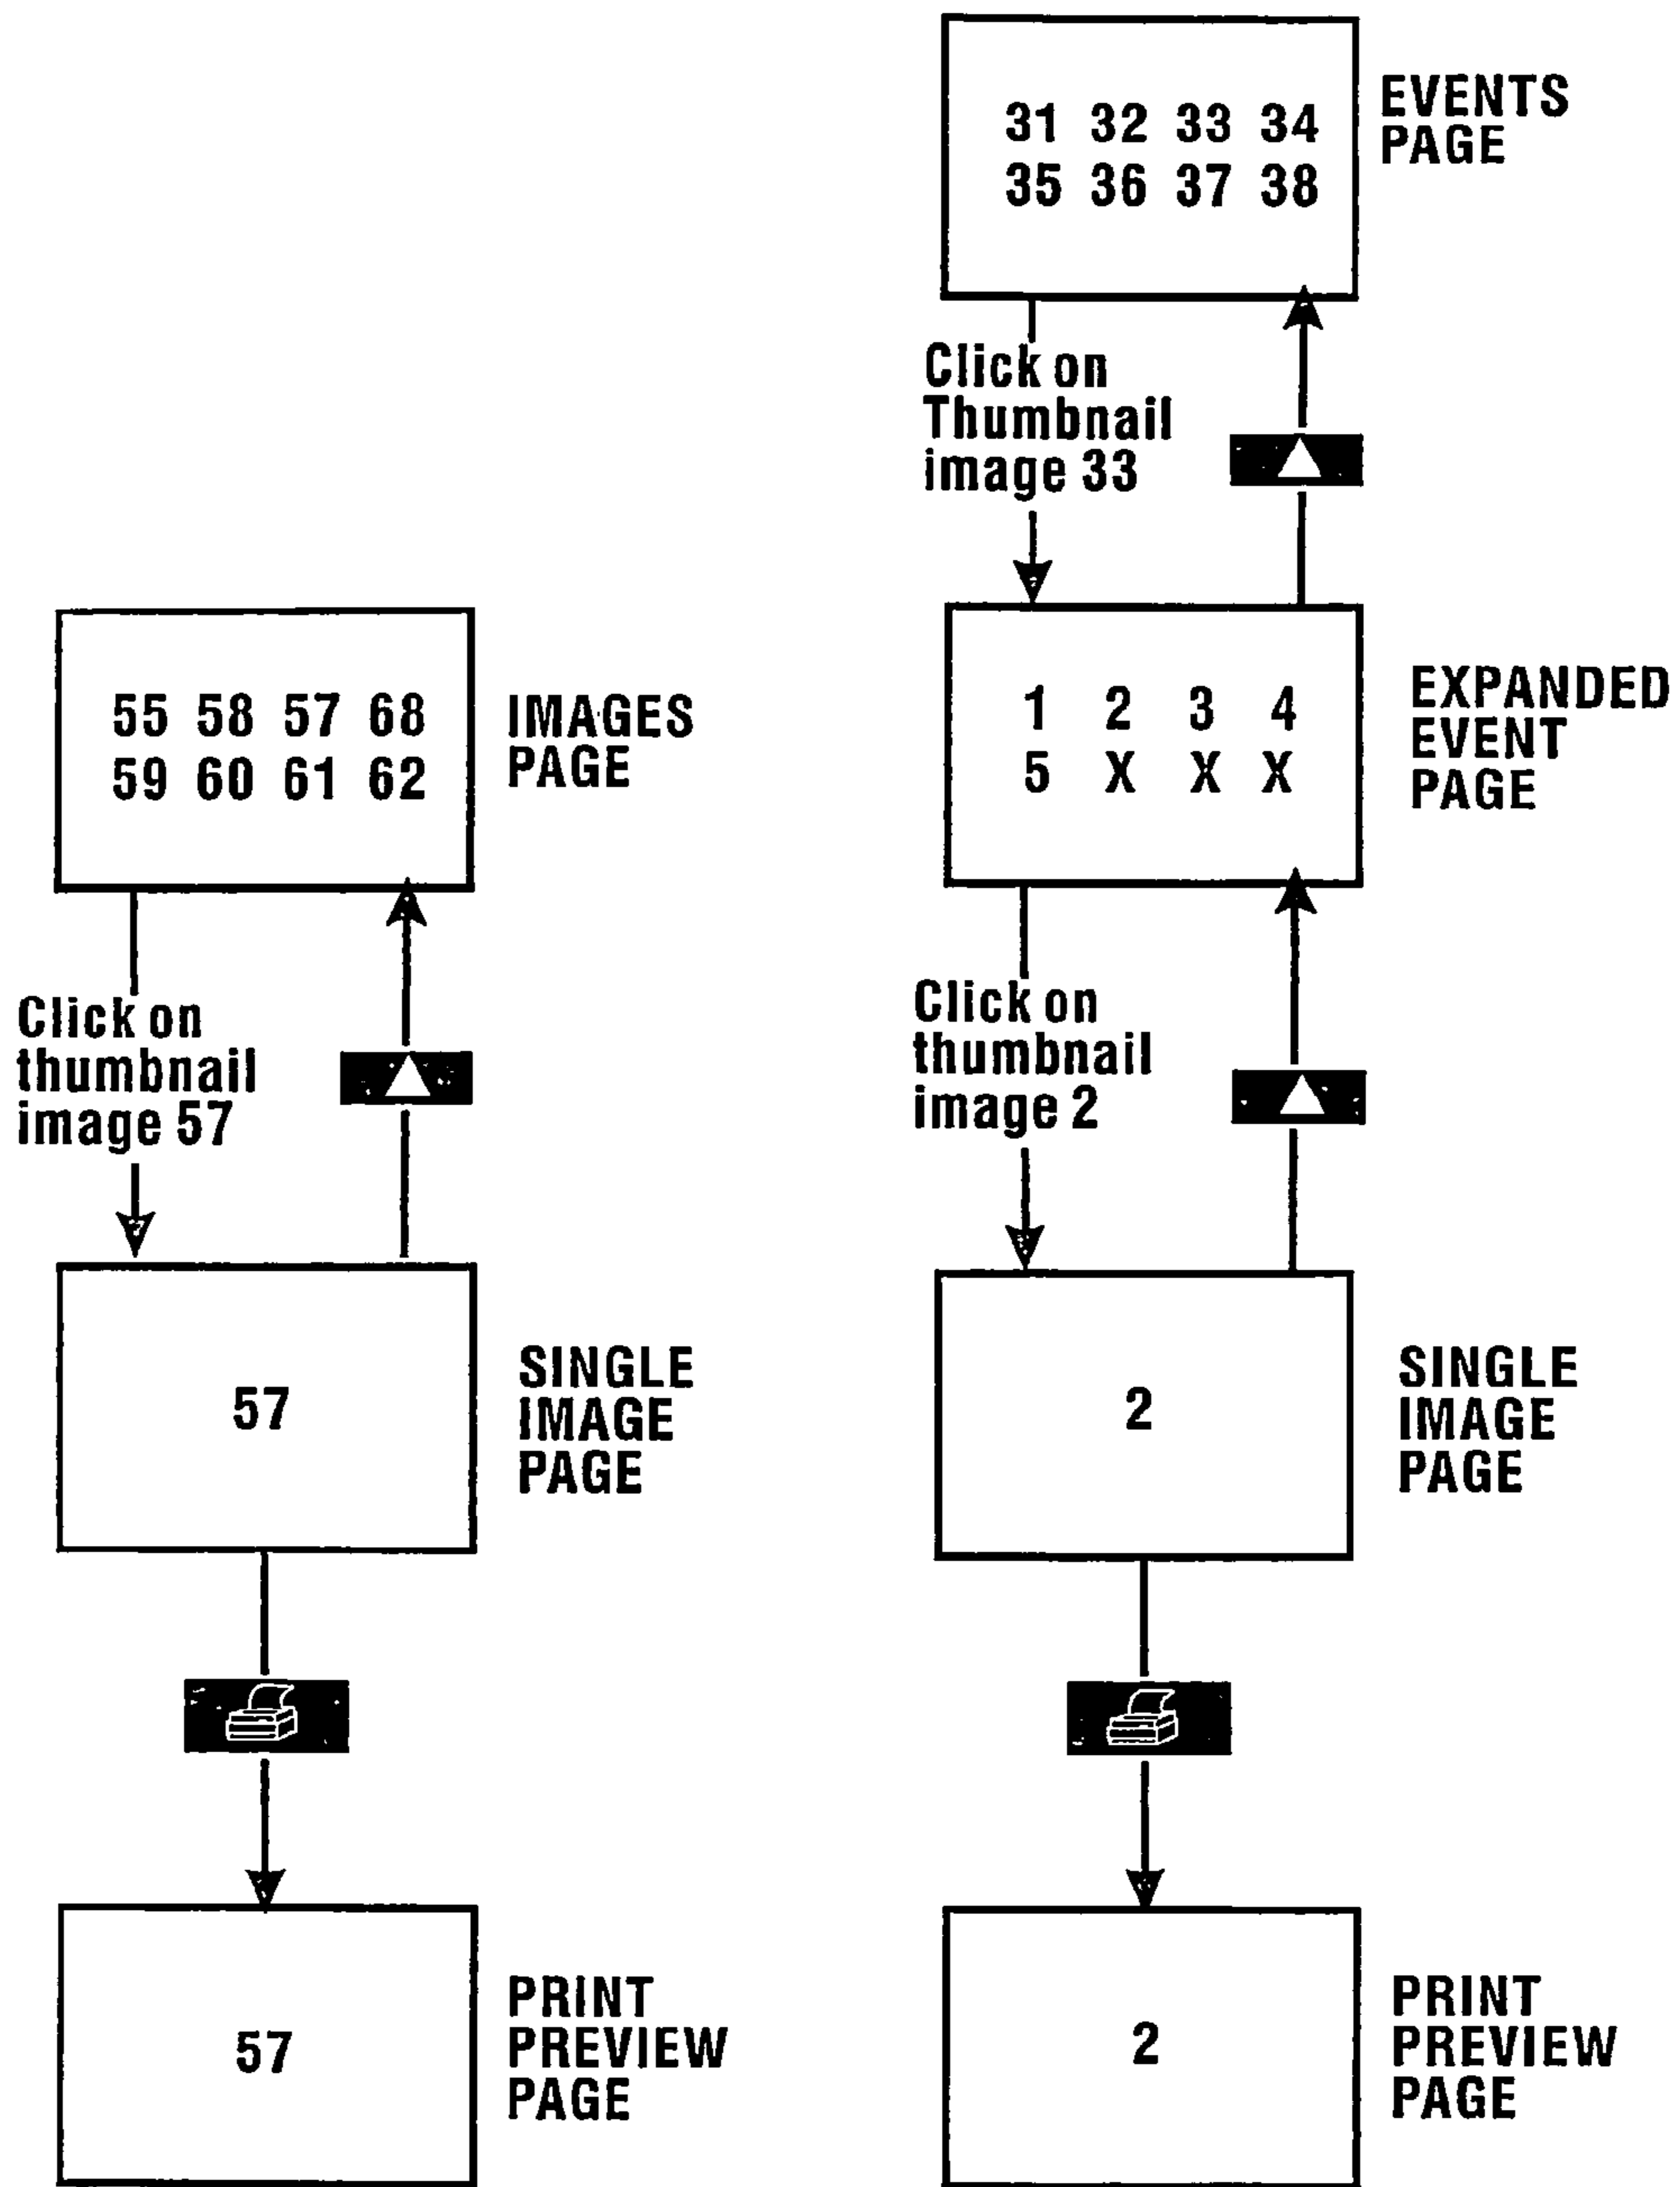 31 32 33 34
35 36 37 38
EVENTS
PAGE
Click on
Thumbnail
image 33
55 58 57 68
59 60 61 62
IMAGES
PAGE
1 2 3 4
5 X X X
EXPANDED
EVENT
PAGE
Click on
thumbnail
image 57
Click on
thumbnail
image 2
57
SINGLE
IMAGE
PAGE
2
SINGLE
IMAGE
PAGE
57
PRINT
PREVIEW
PAGE
2
PRINT
PREVIEW
PAGE